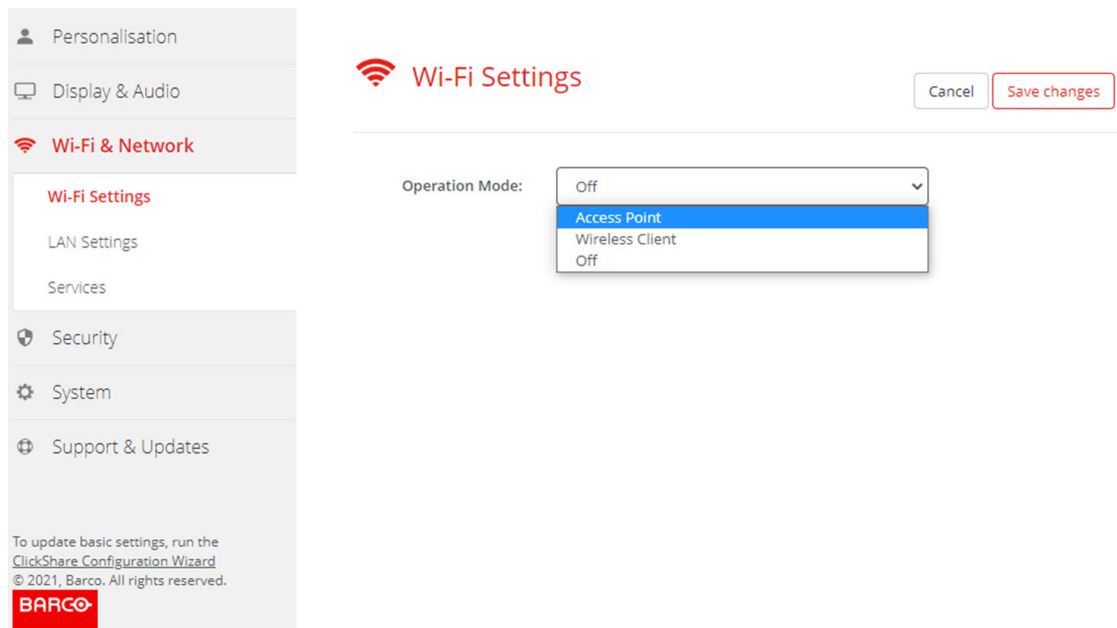 Personalisation
Display & Audio
Wi-Fi & Network
Wi-Fi Settings
LAN Settings
Services
Security
System
Support & Updates
To update basic settings, run the
ClickShare Configuration Wizard
© 2021, Barco. All rights reserved.
BARCO
Wi-Fi Settings
Cancel
Save changes
Operation Mode:
Off
Access Point
Wireless Client
Off